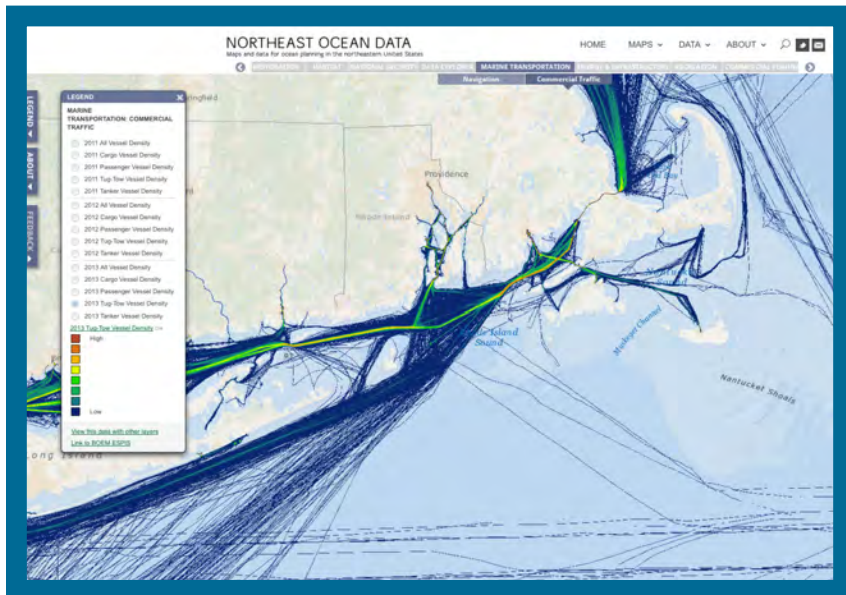 NORTHEAST OCEAN DATA
Maps and data for ocean planning in the northeastern United States
HOME MAPS DATA ABOUT
MARINE TRANSPORTATION
Navigation Commercial Traffic
LEGEND
ABOUT
FEEDBACK
LEGEND
MARINE
TRANSPORTATION: COMMERCIAL
TRAFFIC
2011 All Vessel Density
2011 Cargo Vessel Density
2011 Passenger Vessel Density
2011 Tug-Tow Vessel Density
2011 Tanker Vessel Density
2012 All Vessel Density
2012 Cargo Vessel Density
2012 Passenger Vessel Density
2012 Tug-Tow Vessel Density
2012 Tanker Vessel Density
2013 All Vessel Density
2013 Cargo Vessel Density
2013 Passenger Vessel Density
2013 Tug-Tow Vessel Density
2013 Tanker Vessel Density
2013 Tug-Tow Vessel Density
High
Low
View this data with other layers
Link to BOEM ESPIS
Providence
Rhode Island
Island
Sound
Muskeget Channel
Nantucket Shoals
Island